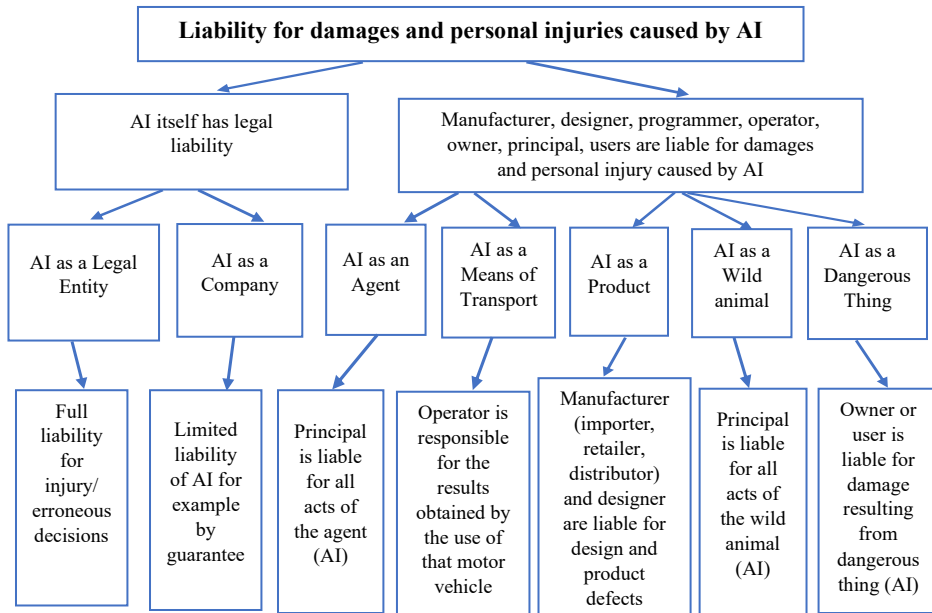 Liability for damages and personal injuries caused by AI
AI itself has legal
liability
Manufacturer, designer, programmer, operator,
owner, principal, users are liable for damages
and personal injury caused by AI
AI as a Legal
Entity
AI as a
Company
AI as an
Agent
AI as a
Means of
Transport
AI as a
Product
AI as a
Wild
animal
AI as a
Dangerous
Thing
Full
liability
for
injury/
erroneous
decisions
Limited
liability
of AI for
example
by
guarantee
Principal
is liable
for all
acts of
the agent
(AI)
Operator is
responsible
for the
results
obtained by
the use of
that motor
vehicle
Manufacturer
(importer,
retailer,
distributor)
and designer
are liable for
design and
product
defects
Principal
is liable
for all
acts of
the wild
animal
(AI)
Owner or
user is
liable for
damage
resulting
from
dangerous
thing (AI)